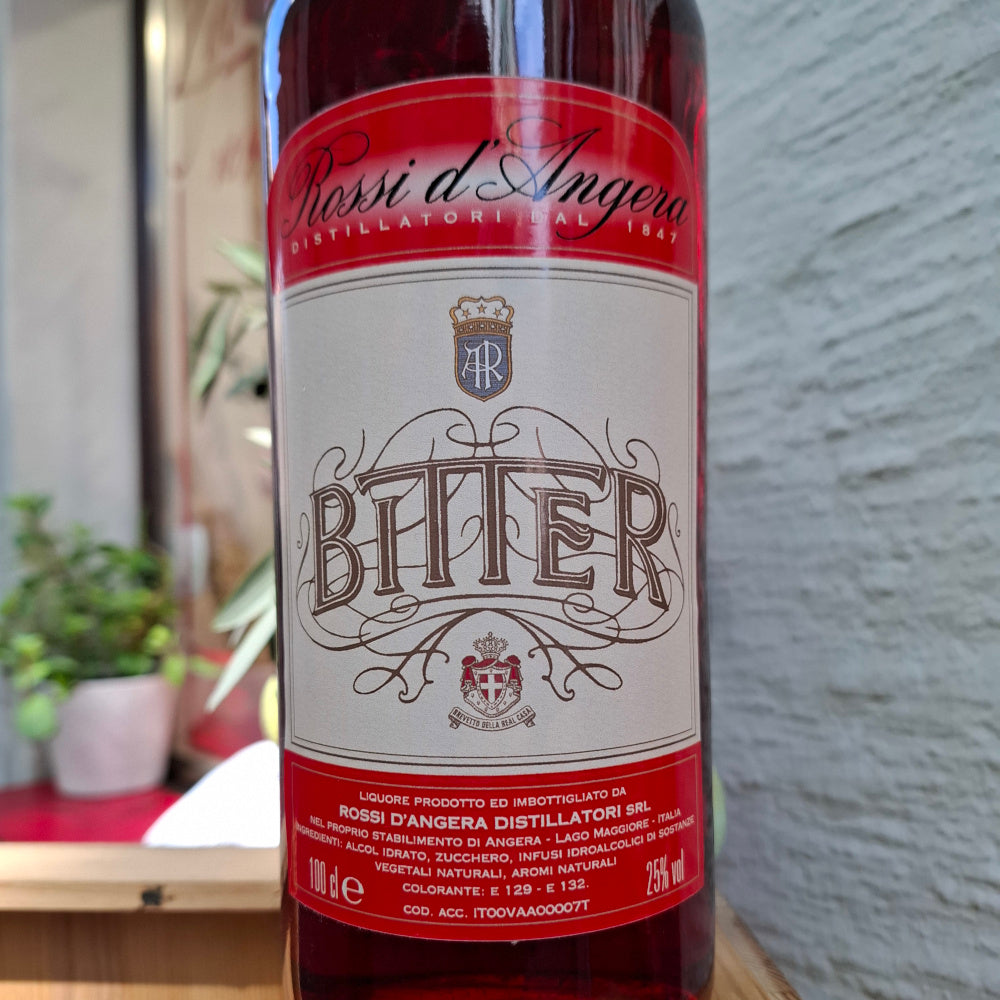 Rossi d'Angera
DISTILLATORI DAL 1847
AR
BITTER
BREVETTO DELLA REAL CASA
LIQUORE PRODOTTO ED IMBOTTIGLIATO DA
ROSSI D'ANGERA DISTILLATORI SRL
NEL PROPRIO STABILIMENTO DI ANGERA - LAGO MAGGIORE - ITALIA
INGREDIENTI: ALCOL IDRATO, ZUCCHERO, INFUSI IDROALCOLICI DI SOSTANZE
VEGETALI NATURALI, AROMI NATURALI
COLORANTE: E 129 - E 132.
100 cl e
25% vol
COD. ACC. IT00VAA00007T